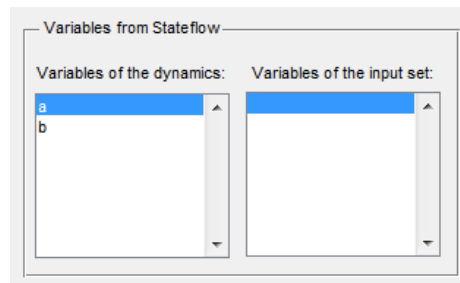 Variables from Stateflow
Variables of the dynamics: Variables of the input set:
a
b